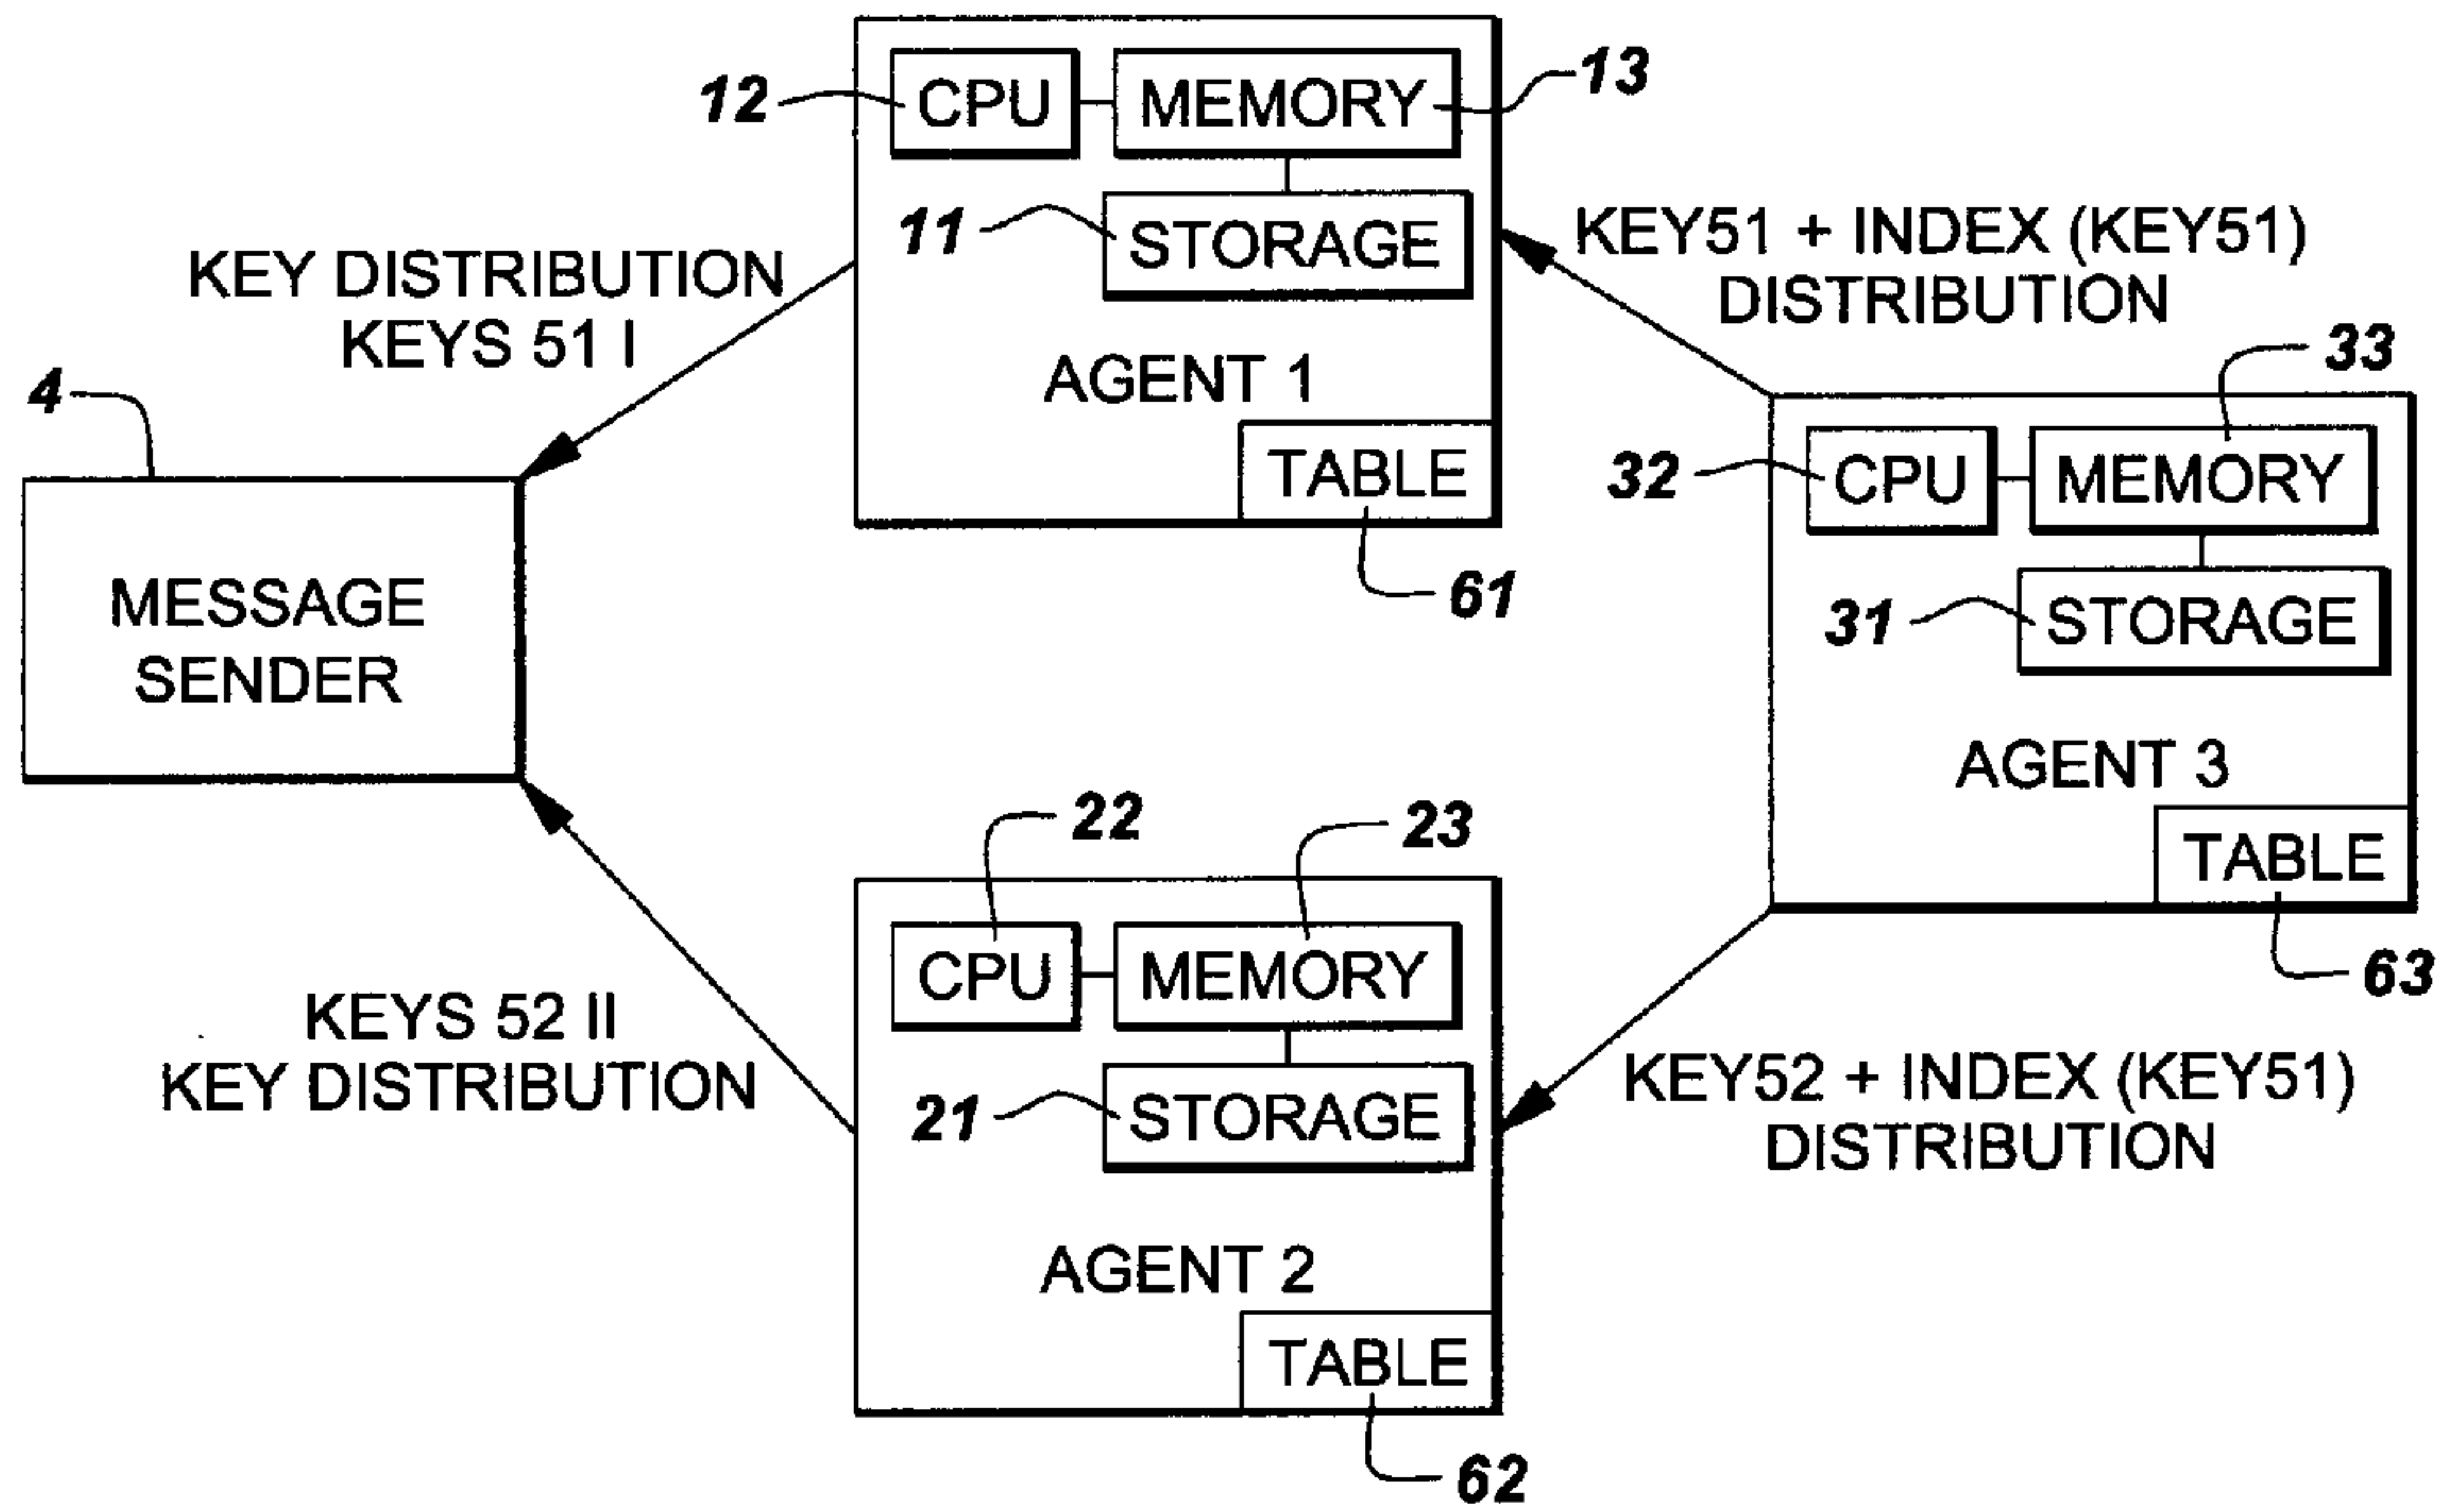 12
CPU
MEMORY
13
11
STORAGE
AGENT 1
TABLE
61
KEY DISTRIBUTION
KEYS 51 I
4
MESSAGE
SENDER
KEY51 + INDEX (KEY51)
DISTRIBUTION
33
32
CPU
MEMORY
31
STORAGE
AGENT 3
TABLE
63
22
23
CPU
MEMORY
21
STORAGE
AGENT 2
TABLE
62
KEYS 52 II
KEY DISTRIBUTION
KEY52 + INDEX (KEY51)
DISTRIBUTION